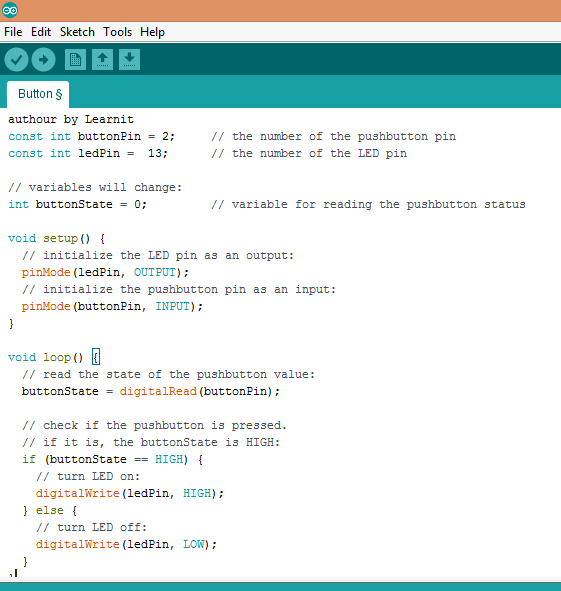 File Edit Sketch Tools Help
Button §
authour by Learnit
const int buttonPin = 2;     // the number of the pushbutton pin
const int ledPin =  13;      // the number of the LED pin
// variables will change:
int buttonState = 0;         // variable for reading the pushbutton status
void setup() {
  // initialize the LED pin as an output:
  pinMode(ledPin, OUTPUT);
  // initialize the pushbutton pin as an input:
  pinMode(buttonPin, INPUT);
}
void loop() {
  // read the state of the pushbutton value:
  buttonState = digitalRead(buttonPin);
  // check if the pushbutton is pressed.
  // if it is, the buttonState is HIGH:
  if (buttonState == HIGH) {
    // turn LED on:
    digitalWrite(ledPin, HIGH);
  } else {
    // turn LED off:
    digitalWrite(ledPin, LOW);
  }
}